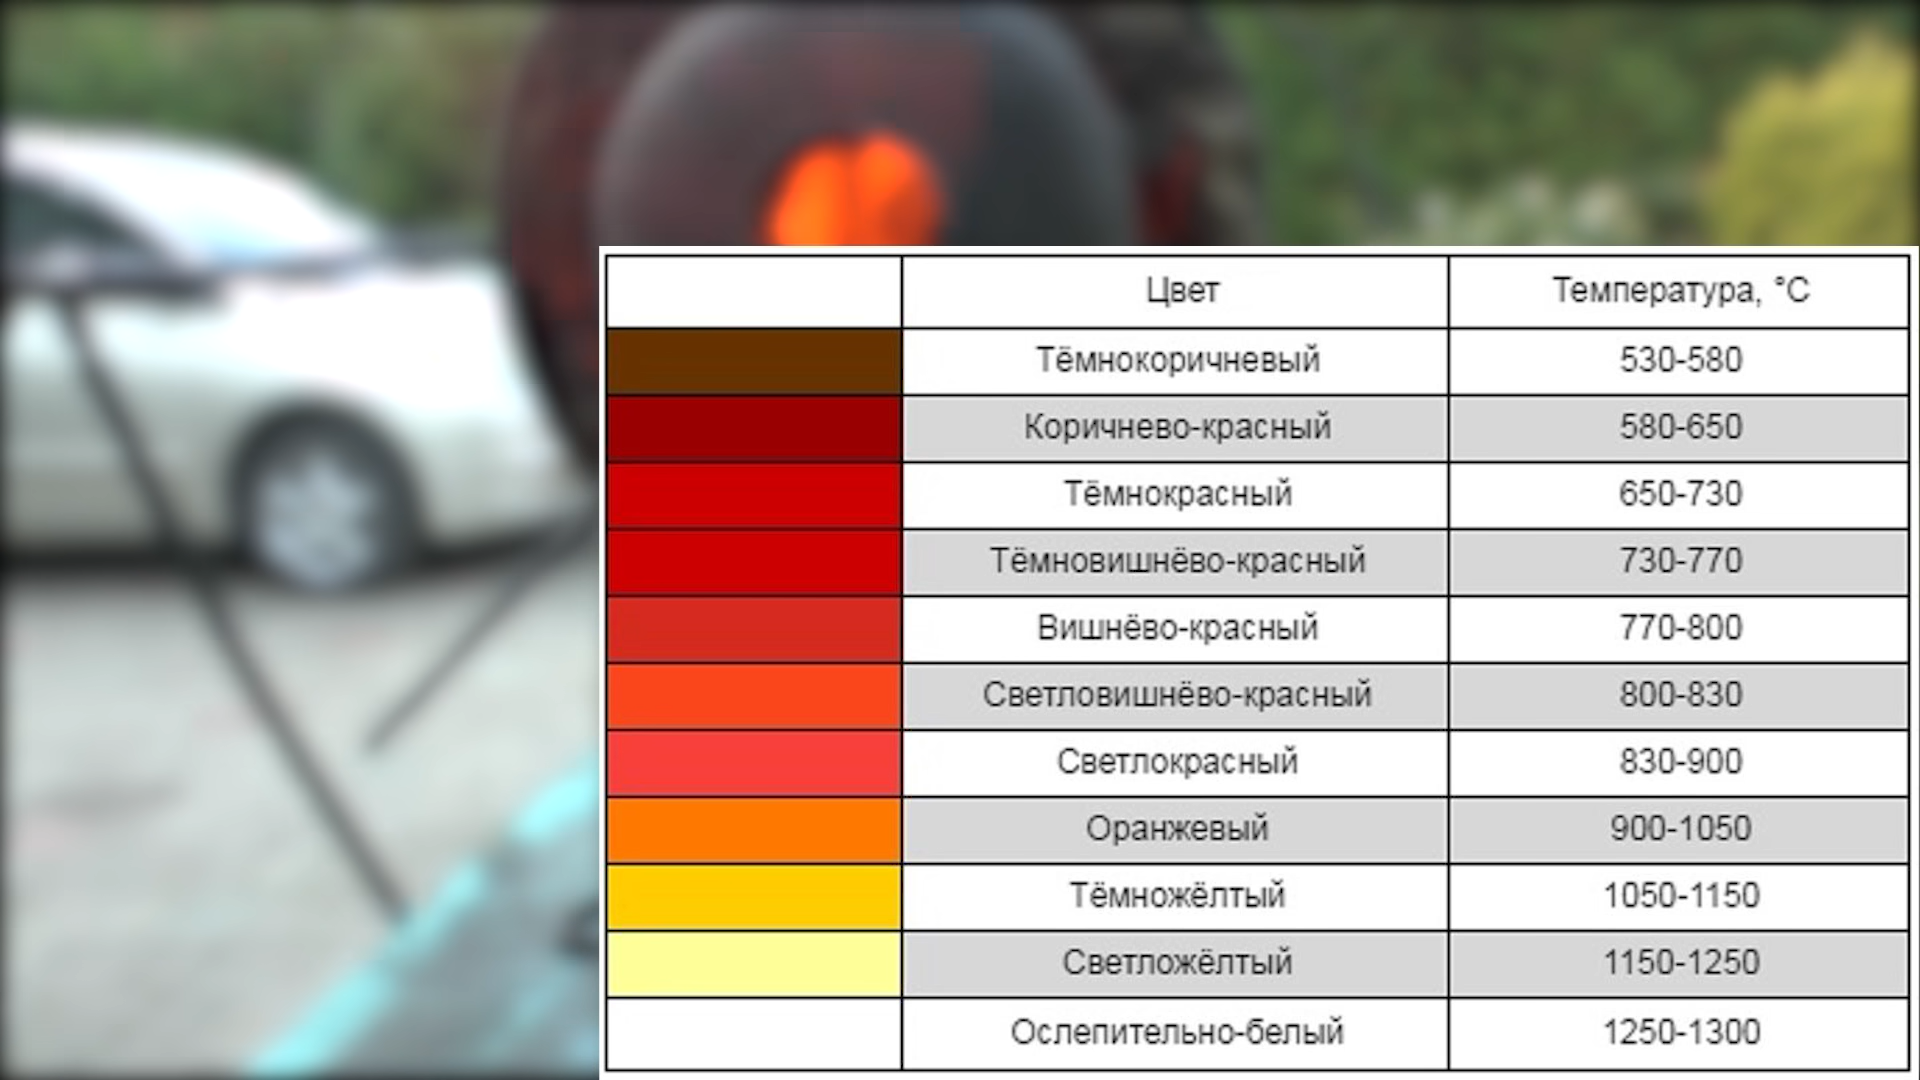 Цвет Температура, °C
Тёмнокоричневый 530-580
Коричнево-красный 580-650
Тёмнокрасный 650-730
Тёмновишнёво-красный 730-770
Вишнёво-красный 770-800
Светловишнёво-красный 800-830
Светлокрасный 830-900
Оранжевый 900-1050
Тёмножёлтый 1050-1150
Светложёлтый 1150-1250
Ослепительно-белый 1250-1300